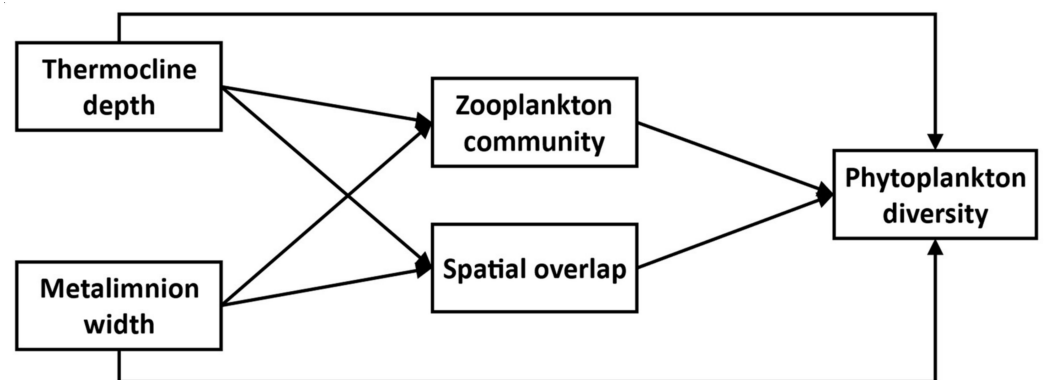 Thermocline
depth
Zooplankton
community
Phytoplankton
diversity
Spatial overlap
Metalimnion
width